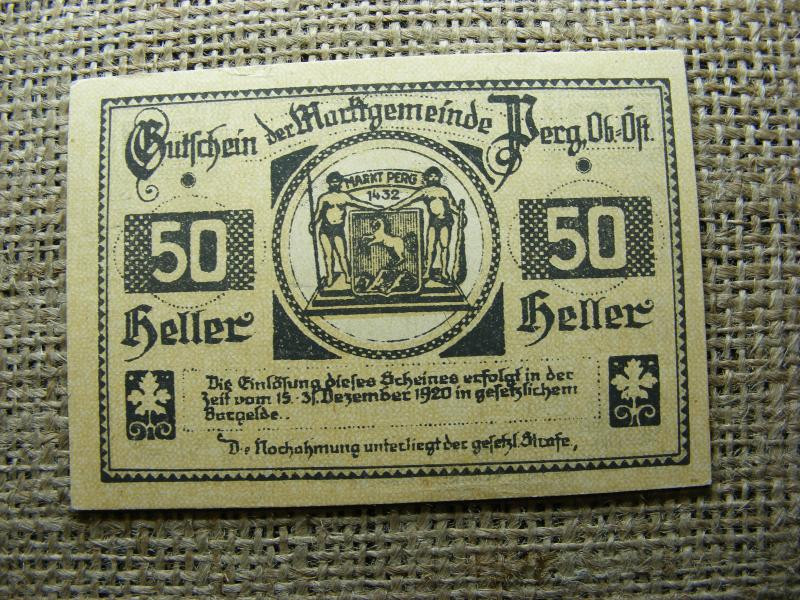 Gutschein der Marktgemeinde Perg, Ob.Öst.
MARKT PERG
1432
50
Heller
50
Heller
Die Einlösung dieses Scheines erfolgt in der
Zeit vom 15.-31. Dezember 1920 in gesetzlichem
Bargelde..
Die Nachahmung unterliegt der gesetzl. Strafe,